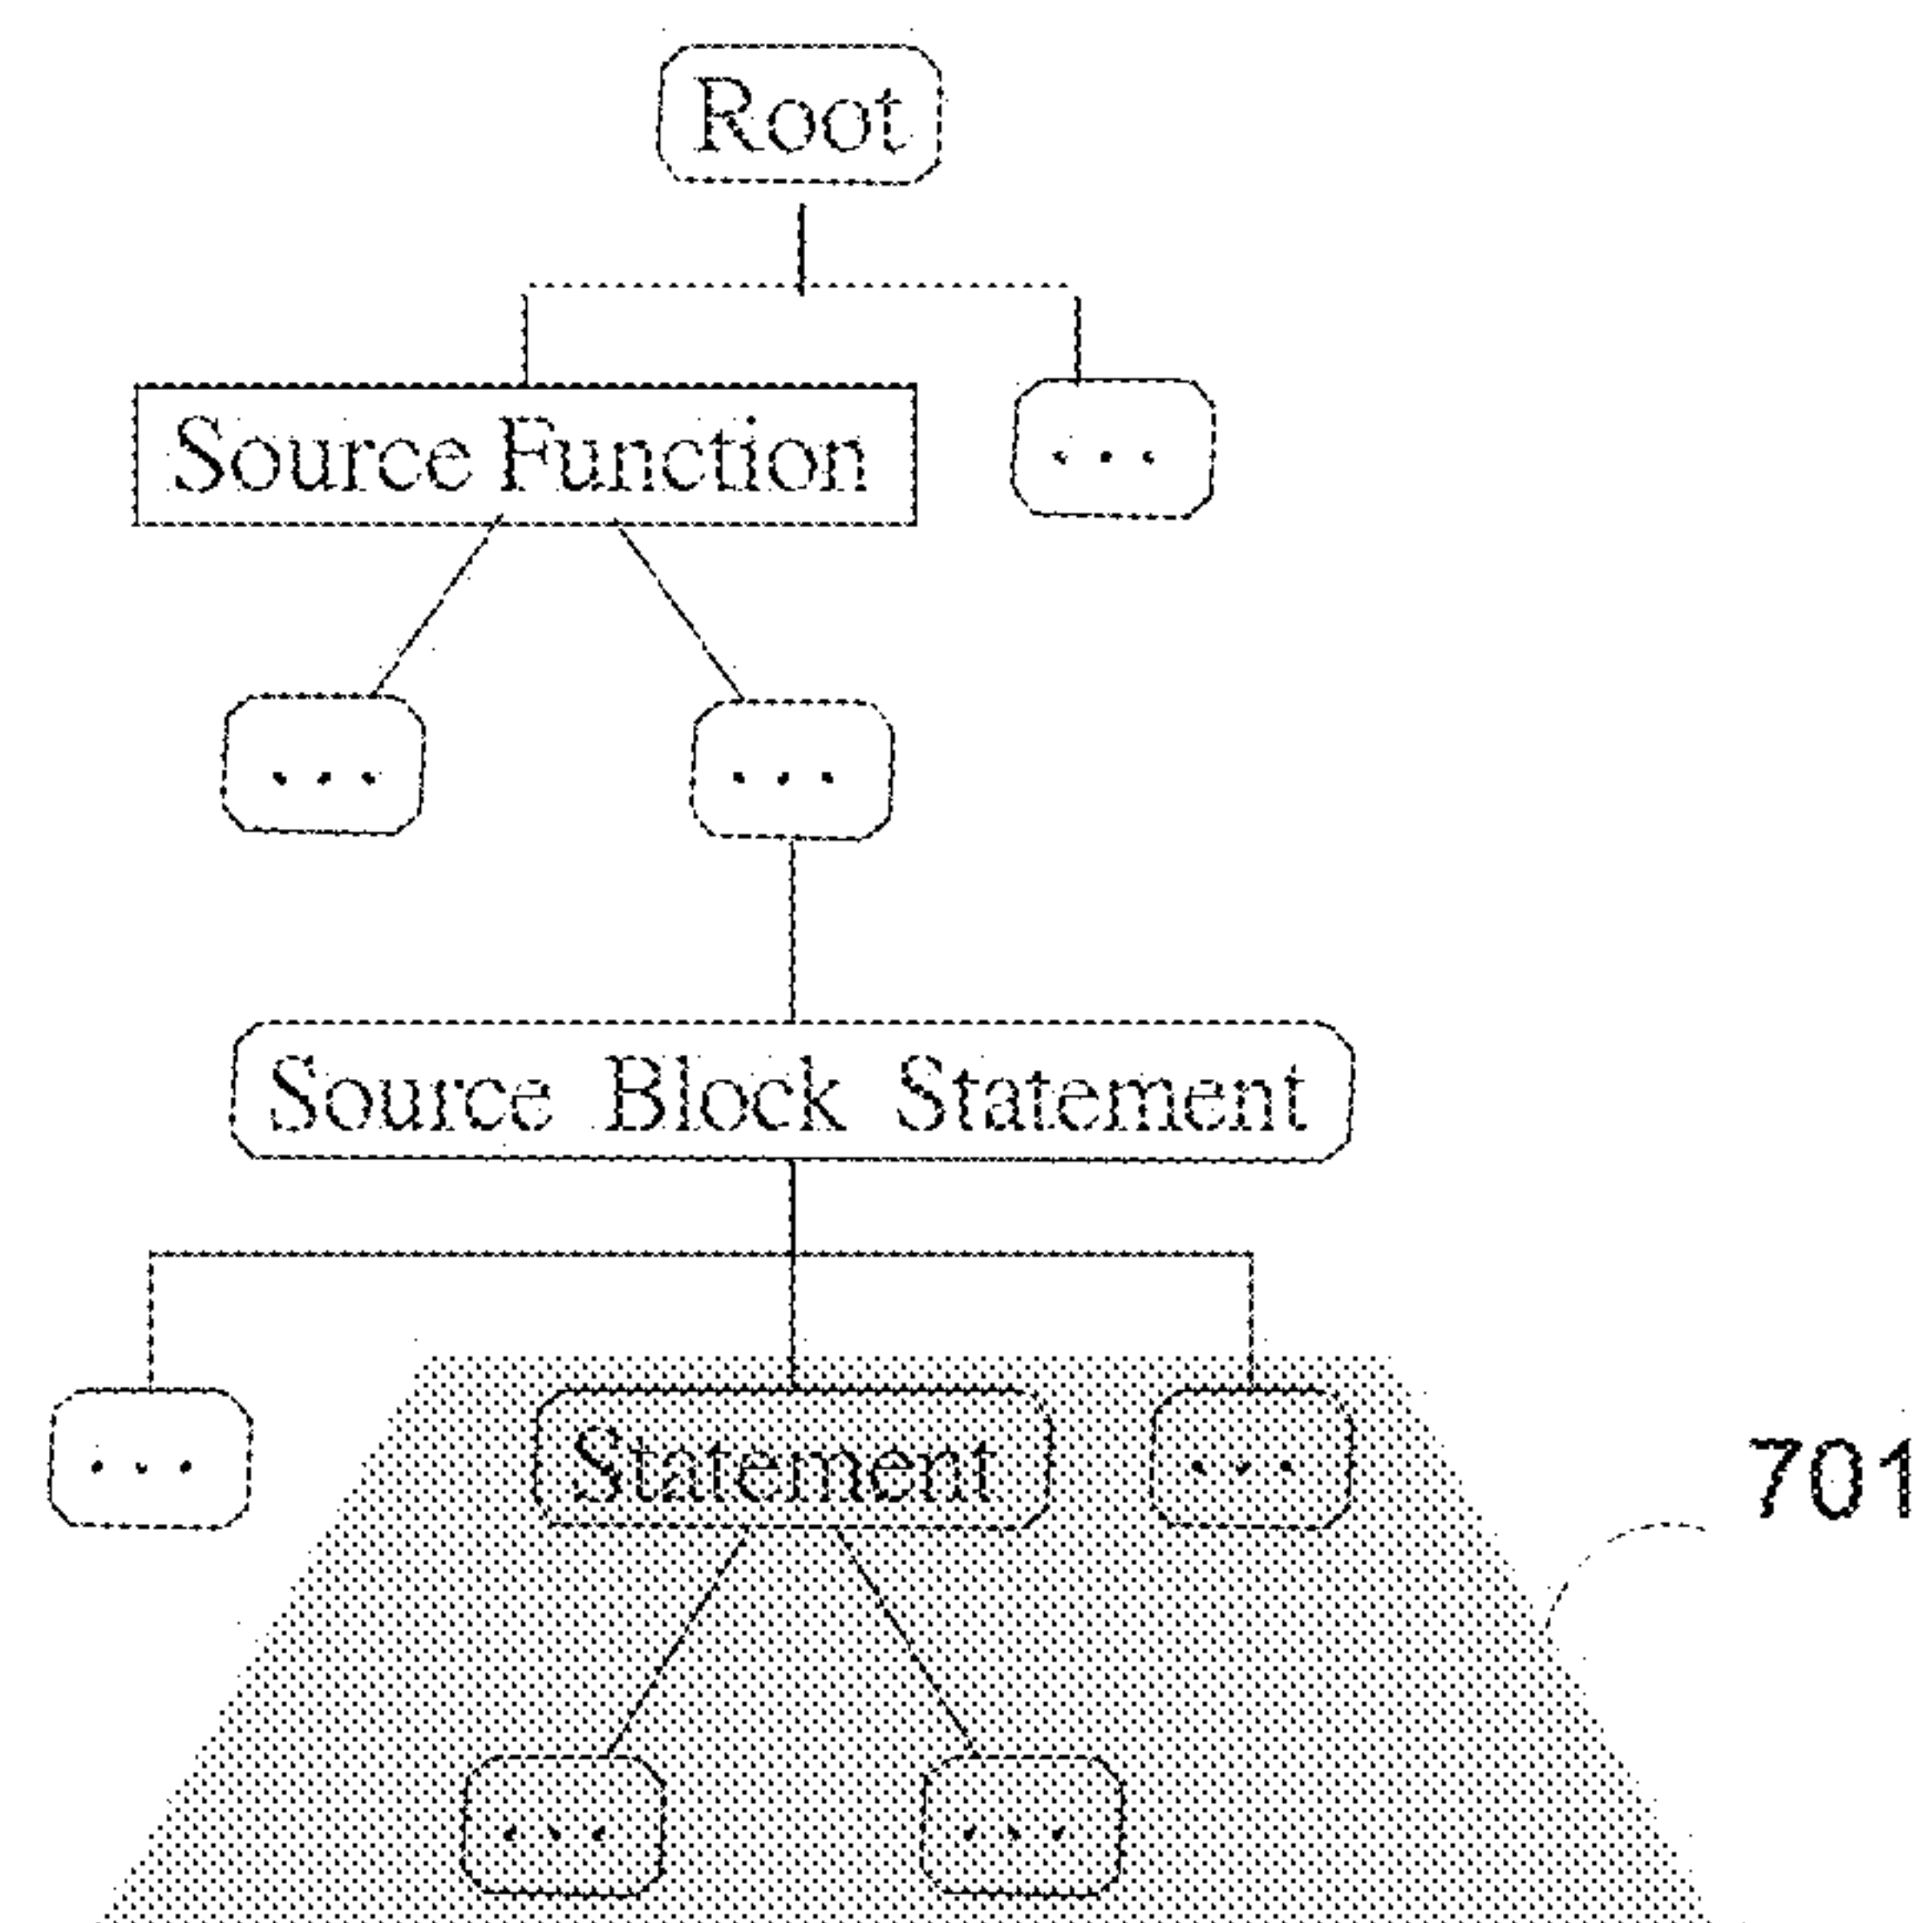 Root
Source Function
...
...
...
Source Block Statement
...
Statement
...
701
...
...